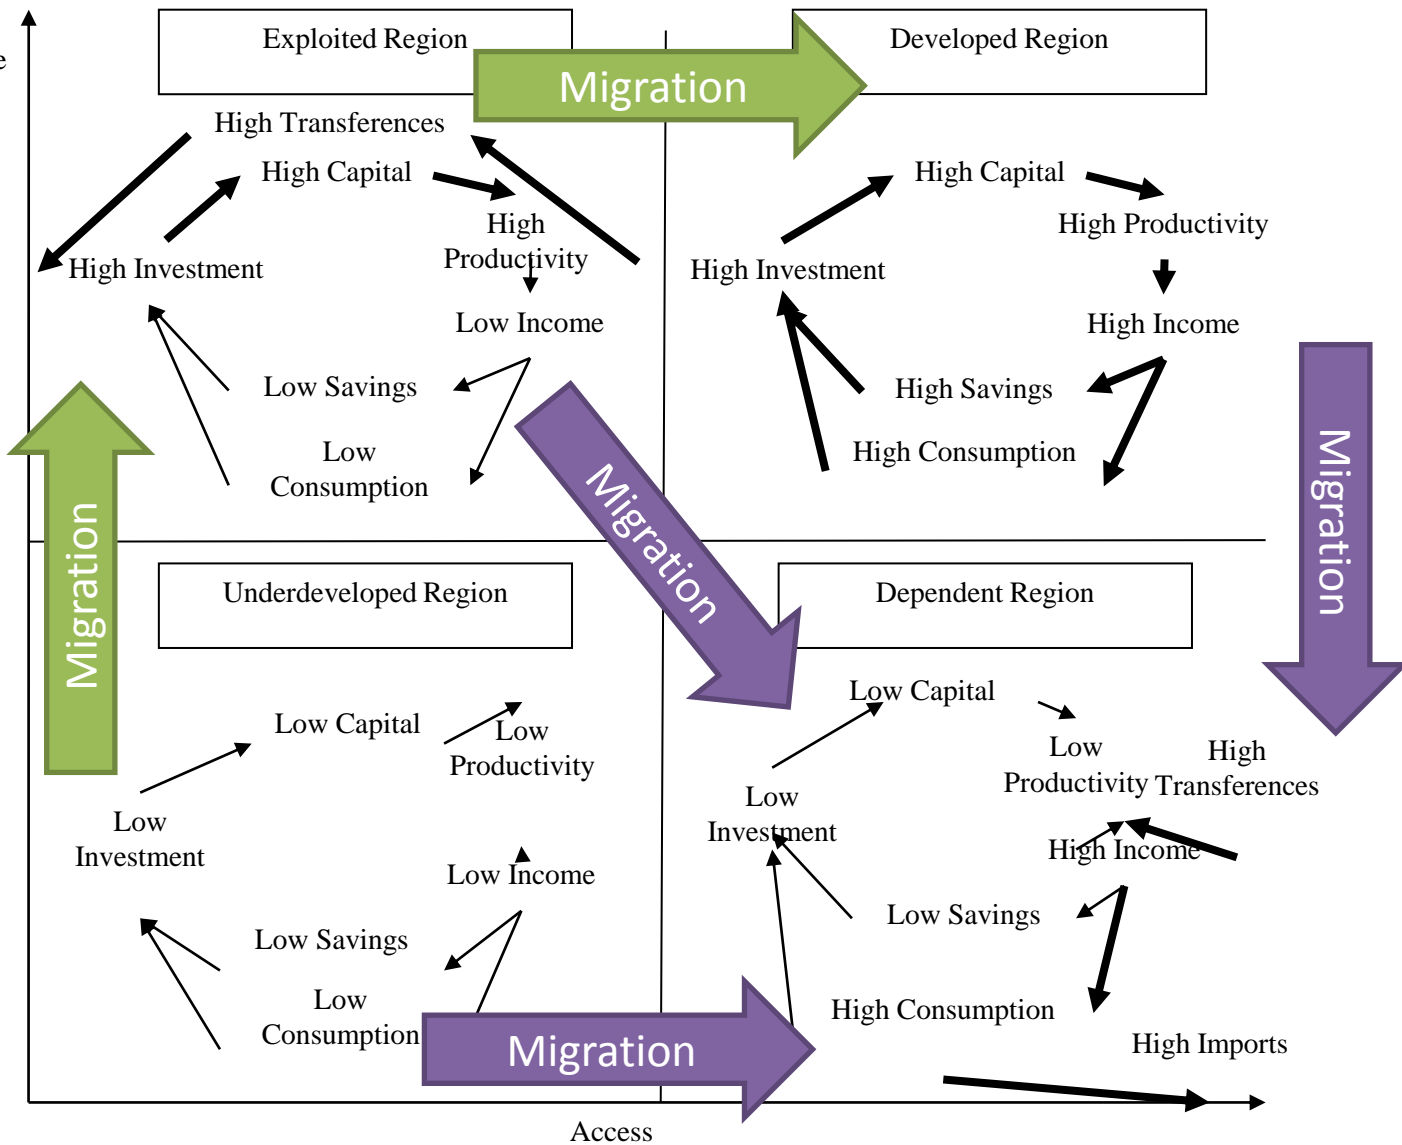 e
Exploited Region
Migration
Developed Region
High Transferences
High Capital
High
Productivity
High Investment
Low Income
Low Savings
Low
Consumption
High Capital
High Productivity
High Investment
High Income
High Savings
High Consumption
Migration
Migration
Migration
Underdeveloped Region
Dependent Region
Low Capital
Low
Productivity
Low
Investment
Low Income
Low Savings
Low
Consumption
Migration
Low Capital
Low
Productivity
High
Transferences
Low
Investment
High Income
Low Savings
High Consumption
High Imports
Access